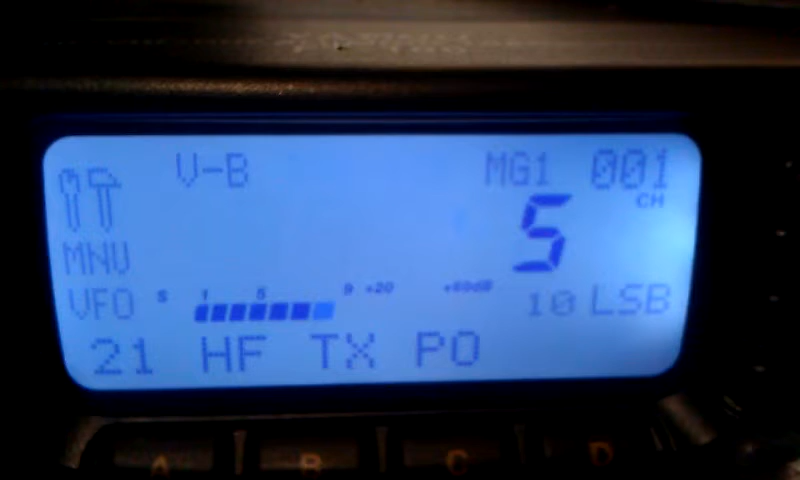 V-B MG1 001
CH
5
MNU
S 1 5 9 +20 +60dB
VFO 10 LSB
21 HF TX PO
A B C D